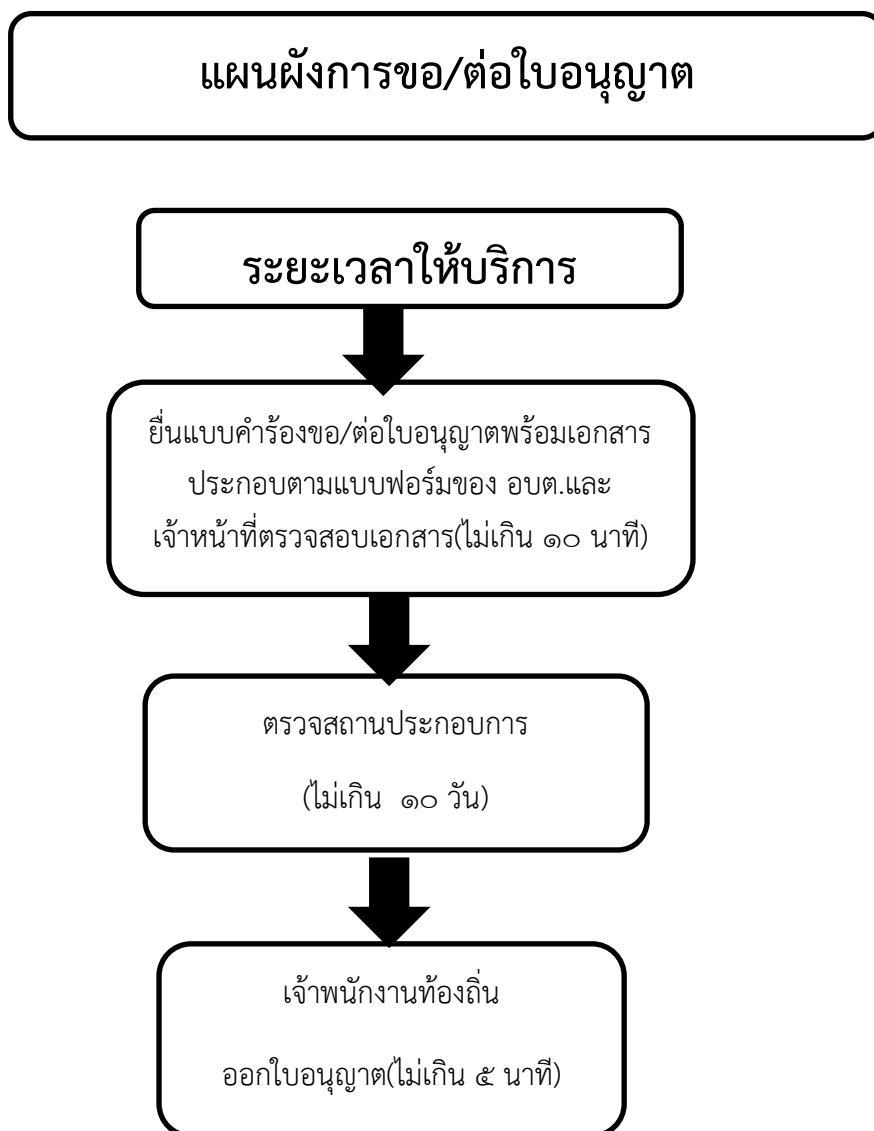 แผนผังการขอ/ต่อใบอนุญาต
ระยะเวลาให้บริการ
ยื่นแบบคำร้องขอ/ต่อใบอนุญาตพร้อมเอกสาร
ประกอบตามแบบฟอร์มของ อบต.และ
เจ้าหน้าที่ตรวจสอบเอกสาร(ไม่เกิน ๑๐ นาที)
ตรวจสถานประกอบการ
(ไม่เกิน ๑๐ วัน)
เจ้าพนักงานท้องถิ่น
ออกใบอนุญาต(ไม่เกิน ๕ นาที)